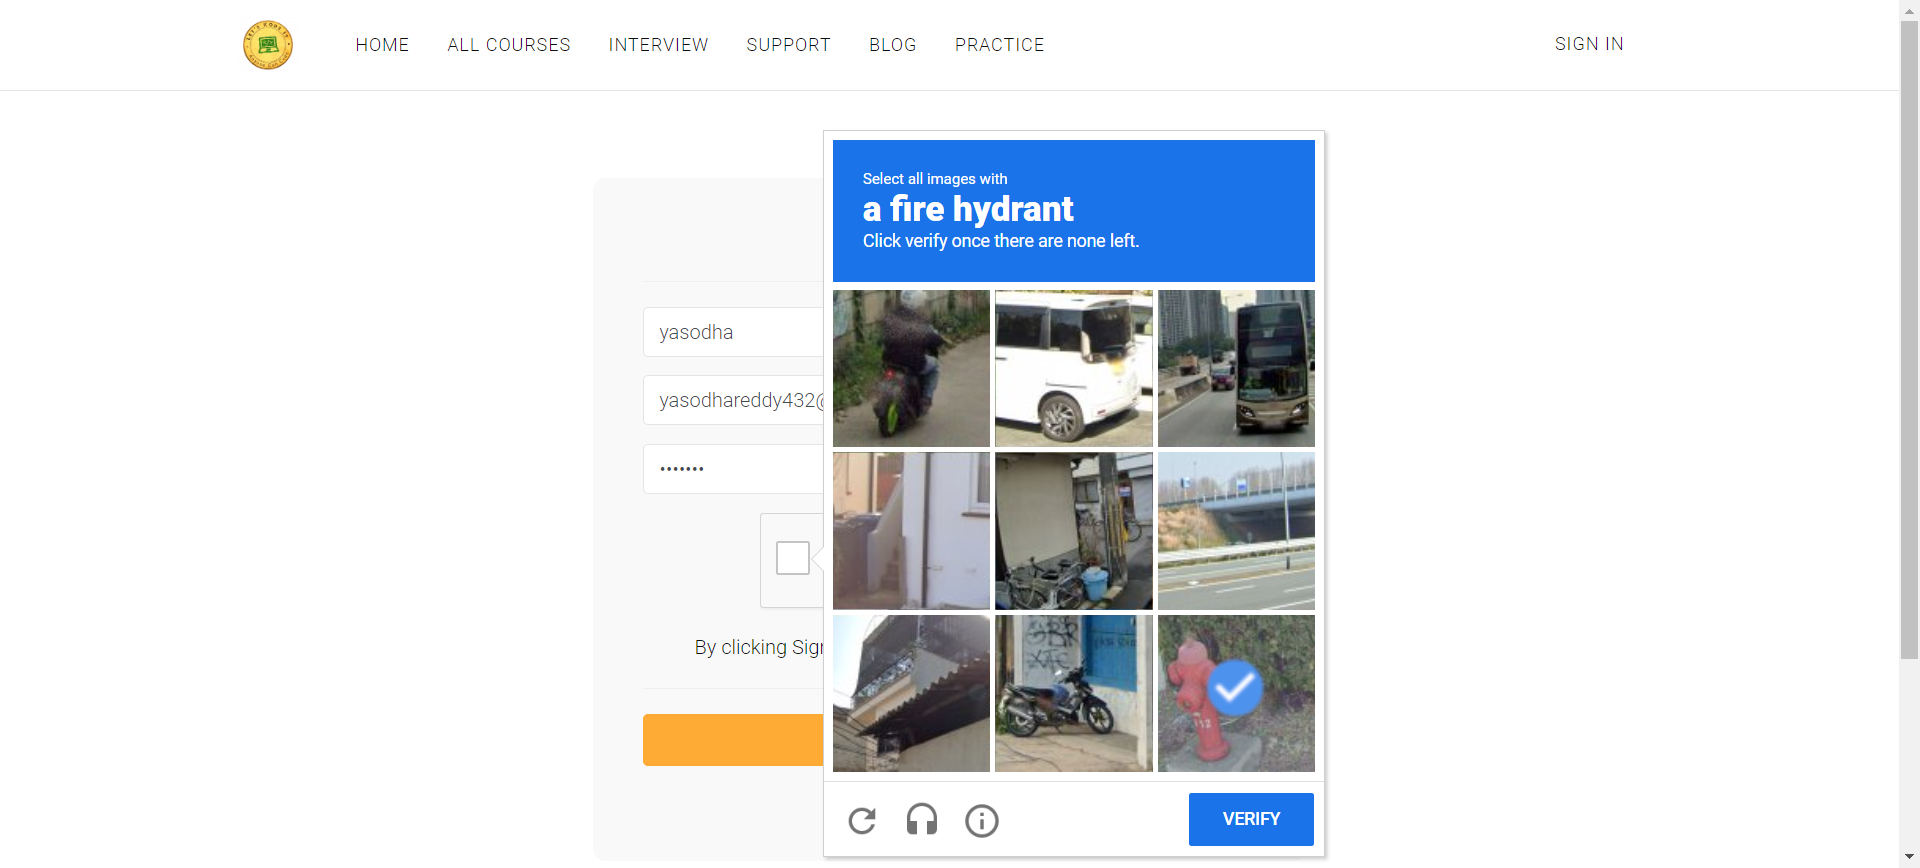 HOME ALL COURSES INTERVIEW SUPPORT BLOG PRACTICE SIGN IN
Select all images with
a fire hydrant
Click verify once there are none left.
yasodha
yasodhareddy432@
•••••••
By clicking Sign
VERIFY